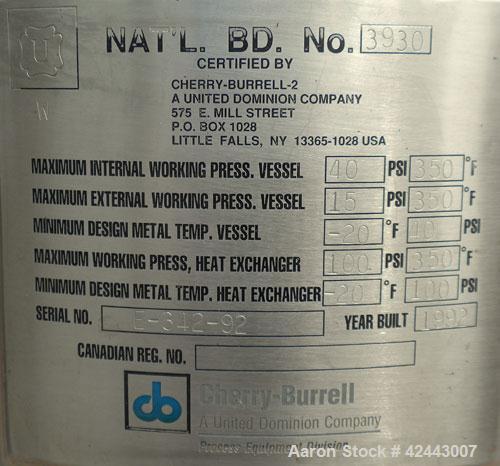 U
W
NAT'L. BD. No. 3930
CERTIFIED BY
CHERRY-BURRELL-2
A UNITED DOMINION COMPANY
575 E. MILL STREET
P.O. BOX 1028
LITTLE FALLS, NY 13365-1028 USA
MAXIMUM INTERNAL WORKING PRESS. VESSEL 40 PSI 350 °F
MAXIMUM EXTERNAL WORKING PRESS. VESSEL 15 PSI 350 °F
MINIMUM DESIGN METAL TEMP. VESSEL -20 °F 40 PSI
MAXIMUM WORKING PRESS, HEAT EXCHANGER 100 PSI 350 °F
MINIMUM DESIGN METAL TEMP. HEAT EXCHANGER -20 °F 100 PSI
SERIAL NO. E-342-92 YEAR BUILT 1992
CANADIAN REG. NO.
cb Cherry-Burrell
A United Dominion Company
Process Equipment Division
Aaron Stock # 42443007